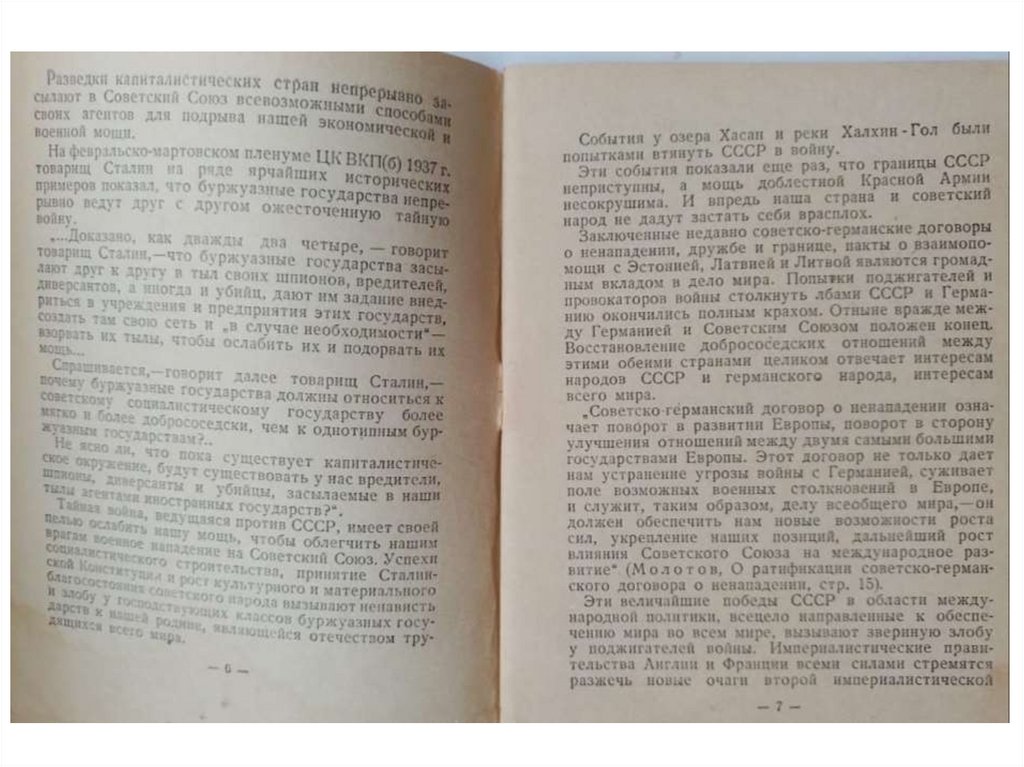 Разведки капиталистических стран непрерывно за-
сылают в Советский Союз всевозможными способами
своих агентов для подрыва нашей экономической и
военной мощи.
На февральско-мартовском пленуме ЦК ВКП(б) 1937 г.
товарищ Сталин на ряде ярчайших исторических
примеров показал, что буржуазные государства непре-
рывно ведут друг с другом ожесточенную тайную
войну.
„...Доказано, как дважды два четыре, — говорит
товарищ Сталин,—что буржуазные государства засы-
лают друг к другу в тыл своих шпионов, вредителей,
диверсантов, а иногда и убийц, дают им задание внед-
риться в учреждения и предприятия этих государств,
создать там свою сеть и „в случае необходимости“—
взорвать их тылы, чтобы ослабить их и подорвать их
мощь...
Спрашивается,—говорит далее товарищ Сталин,—
почему буржуазные государства должны относиться к
советскому социалистическому государству более
мягко и более добрососедски, чем к однотипным бур-
жуазным государствам?..
Не ясно ли, что пока существует капиталистиче-
ское окружение, будут существовать у нас вредители,
шпионы, диверсанты и убийцы, засылаемые в наши
тылы агентами иностранных государств?“.
Тайная война, ведущаяся против СССР, имеет своей
целью ослабить нашу мощь, чтобы облегчить нашим
врагам военное нападение на Советский Союз. Успехи
социалистического строительства, принятие Сталин-
ской Конституции и рост культурного и материального
благосостояния советского народа вызывают ненависть
и злобу у господствующих классов буржуазных госу-
дарств к нашей родине, являющейся отечеством тру-
дящихся всего мира.
— 6 —
События у озера Хасан и реки Халхин-Гол были
попытками втянуть СССР в войну.
Эти события показали еще раз, что границы СССР
неприступны, а мощь доблестной Красной Армии
несокрушима. И впредь наша страна и советский
народ не дадут застать себя врасплох.
Заключенные недавно советско-германские договоры
о ненападении, дружбе и границе, пакты о взаимопо-
мощи с Эстонией, Латвией и Литвой являются громад-
ным вкладом в дело мира. Попытки поджигателей и
провокаторов войны столкнуть лбами СССР и Герма-
нию окончились полным крахом. Отныне вражде меж-
ду Германией и Советским Союзом положен конец.
Восстановление добрососедских отношений между
этими обеими странами целиком отвечает интересам
народов СССР и германского народа, интересам
всего мира.
„Советско-германский договор о ненападении озна-
чает поворот в развитии Европы, поворот в сторону
улучшения отношений между двумя самыми большими
государствами Европы. Этот договор не только дает
нам устранение угрозы войны с Германией, суживает
поле возможных военных столкновений в Европе,
и служит, таким образом, делу всеобщего мира,—он
должен обеспечить нам новые возможности роста
сил, укрепление наших позиций, дальнейший рост
влияния Советского Союза на международное раз-
витие“ (Молотов, О ратификации советско-герман-
ского договора о ненападении, стр. 15).
Эти величайшие победы СССР в области между-
народной политики, всецело направленные к обеспе-
чению мира во всем мире, вызывают звериную злобу
у поджигателей войны. Империалистические прави-
тельства Англии и Франции всеми силами стремятся
разжечь новые очаги второй империалистической
— 7 —